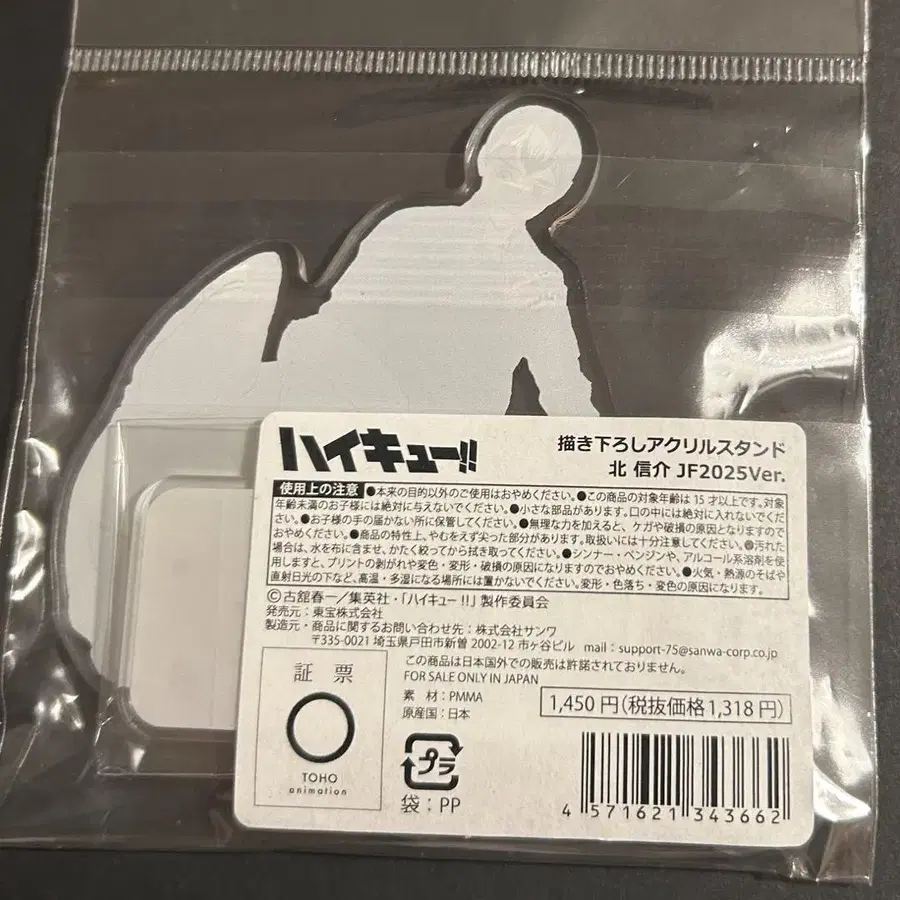 ハイキュー!!
描き下ろしアクリルスタンド
北 信介 JF2025Ver.
使用上の注意 ●本来の目的以外のご使用はおやめください。●この商品の対象年齢は15才以上です。対象
年齢未満のお子様には絶対に与えないでください。●小さな部品があります。口の中には絶対に入れないでくだ
さい。●お子様の手の届かない所に保管してください。●無理な力を加えると、ケガや破損の原因となりますので
おやめください。●商品の特性上、やむをえず尖った部分があります。取扱いには十分注意してください。●汚れた
場合は、水を布に含ませ、かたく絞ってから拭き取ってください。●シンナー・ベンジンや、アルコール系溶剤を使
用しますと、プリントの剥がれや変色・変形・破損の原因になりますのでおやめください。●火気・熱源のそばや
直射日光の下など、高温・多湿になる場所には置かないでください。変形・色落ち・変色の原因になります。
©古舘春一／集英社・「ハイキュー!!」製作委員会
発売元：東宝株式会社
製造元・商品に関するお問い合わせ先：株式会社サンワ
〒335-0021 埼玉県戸田市新曽 2002-12 市ヶ谷ビル mail：support-75@sanwa-corp.co.jp
証 票
TOHO
animation
この商品は日本国外での販売は許諾されておりません。
FOR SALE ONLY IN JAPAN
素 材：PMMA
原産国：日本
1,450 円（税抜価格 1,318 円）
プラ
袋：PP
4 571621 343662